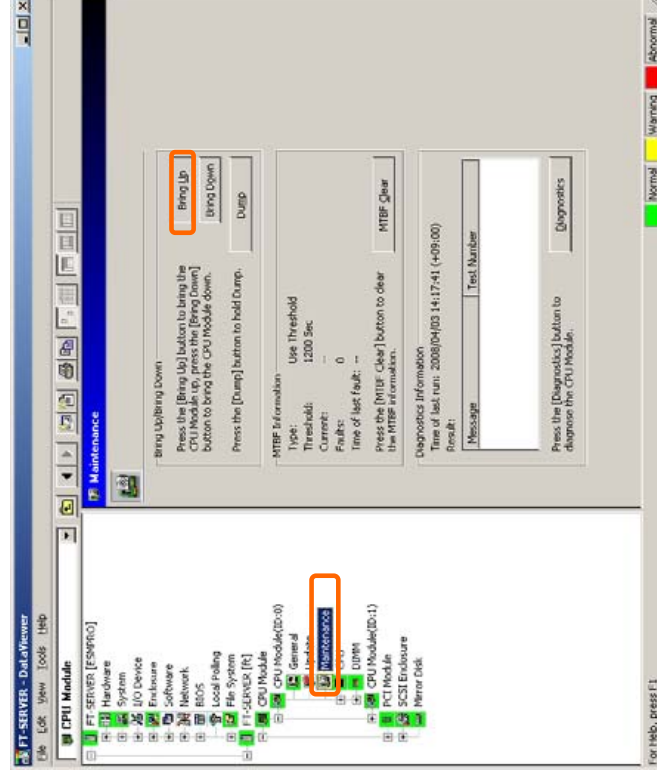 FT-SERVER - DataViewer
File Edit View Tools Help
CPU Module
FT-SERVER [ESMPRO]
Hardware
System
I/O Device
Enclosure
Software
Network
BIOS
Local Polling
File System
FT-SERVER [ft]
CPU Module
CPU Module(ID:0)
General
Update
Maintenance
CPU
DIMM
CPU Module(ID:1)
PCI Module
SCSI Enclosure
Mirror Disk
Maintenance
Bring Up/Bring Down
Press the [Bring Up] button to bring the
CPU Module up, press the [Bring Down]
button to bring the CPU Module down.
Bring Up
Bring Down
Press the [Dump] button to hold Dump.
Dump
MTBF Information
Type: Use Threshold
Threshold: 1200 Sec
Current: --
Faults: 0
Time of last fault: --
Press the [MTBF Clear] button to clear
the MTBF information.
MTBF Clear
Diagnostics Information
Time of last run: 2008/04/03 14:17:41 (+09:00)
Result:
Message Test Number
Press the [Diagnostics] button to
diagnose the CPU Module.
Diagnostics
For Help, press F1
Normal Warning Abnormal